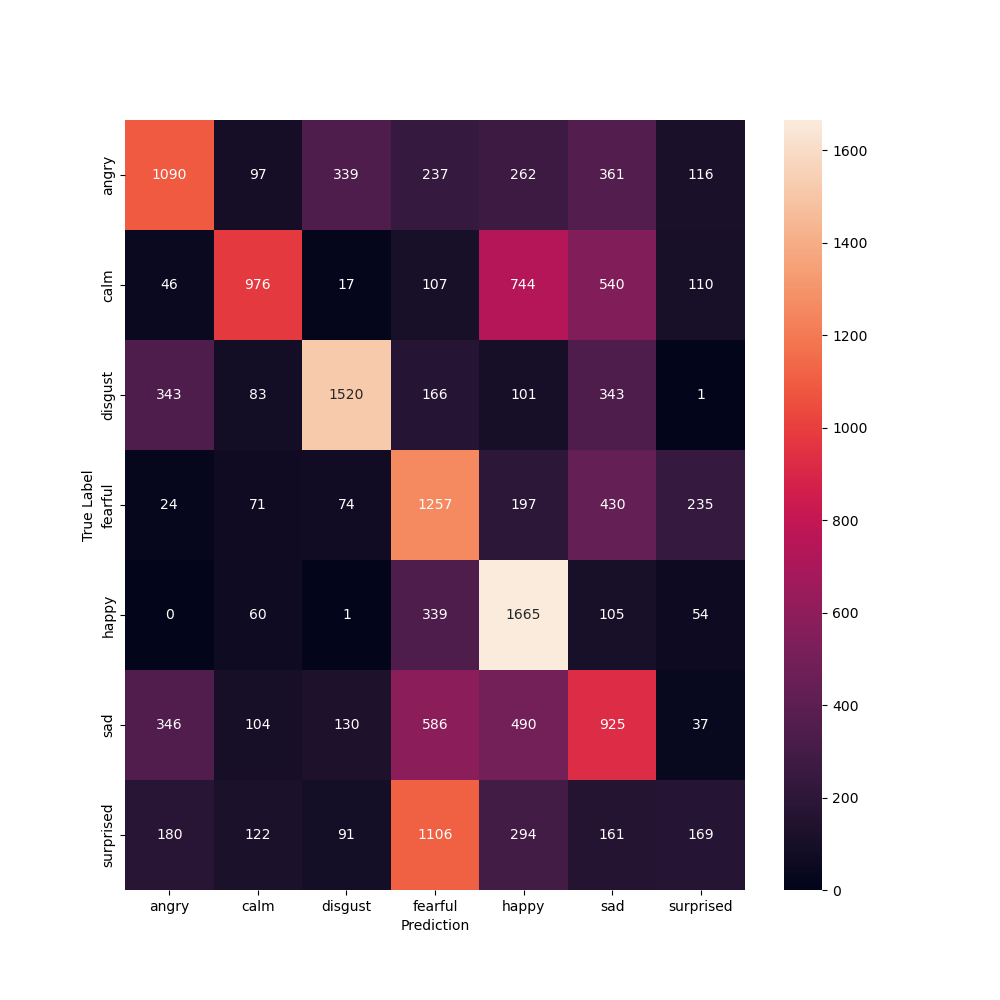 angry 1090 97 339 237 262 361 116
calm 46 976 17 107 744 540 110
disgust 343 83 1520 166 101 343 1
fearful 24 71 74 1257 197 430 235
happy 0 60 1 339 1665 105 54
sad 346 104 130 586 490 925 37
surprised 180 122 91 1106 294 161 169
angry calm disgust fearful happy sad surprised
Prediction
True Label
1600
1400
1200
1000
800
600
400
200
0